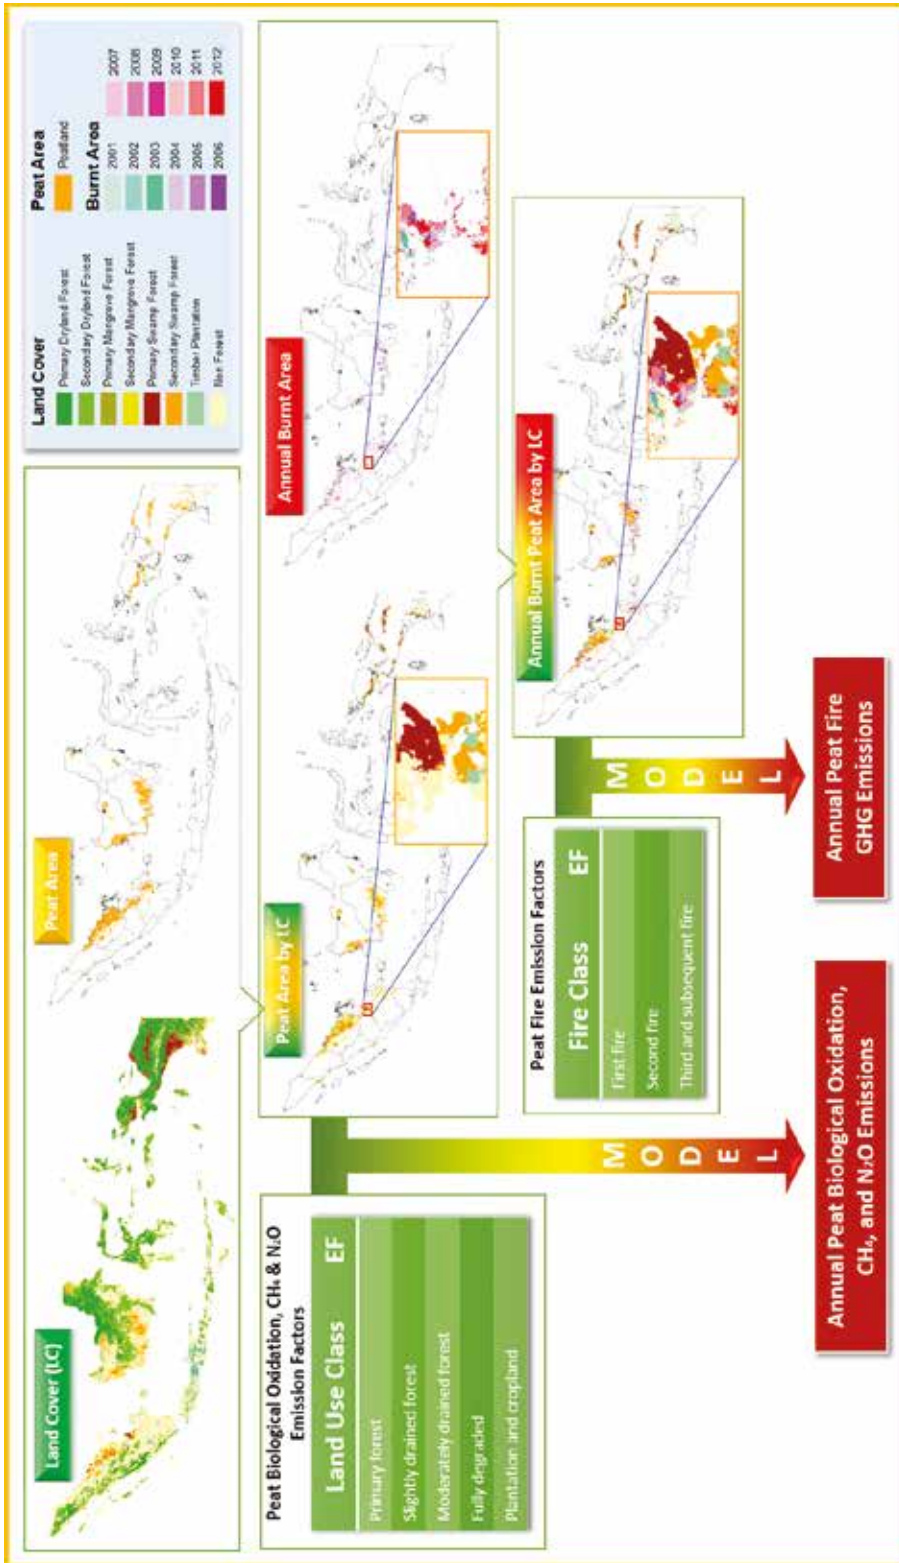 Land Cover (LC)
Peat Area
Land Cover
Primary Dryland Forest
Secondary Dryland Forest
Primary Mangrove Forest
Secondary Mangrove Forest
Primary Swamp Forest
Secondary Swamp Forest
Timber Plantation
Non Forest
Peat Area
Peatland
Burnt Area
2001
2002
2003
2004
2005
2006
2007
2008
2009
2010
2011
2012
Peat Biological Oxidation, CH₄ & N₂O
Emission Factors
Land Use Class EF
Primary forest
Slightly drained forest
Moderately drained forest
Fully degraded
Plantation and cropland
Peat Area by LC
Annual Burnt Area
Peat Fire Emission Factors
Fire Class EF
First fire
Second fire
Third and subsequent fire
Annual Burnt Peat Area by LC
MODEL
MODEL
Annual Peat Biological Oxidation,
CH₄, and N₂O Emissions
Annual Peat Fire
GHG Emissions